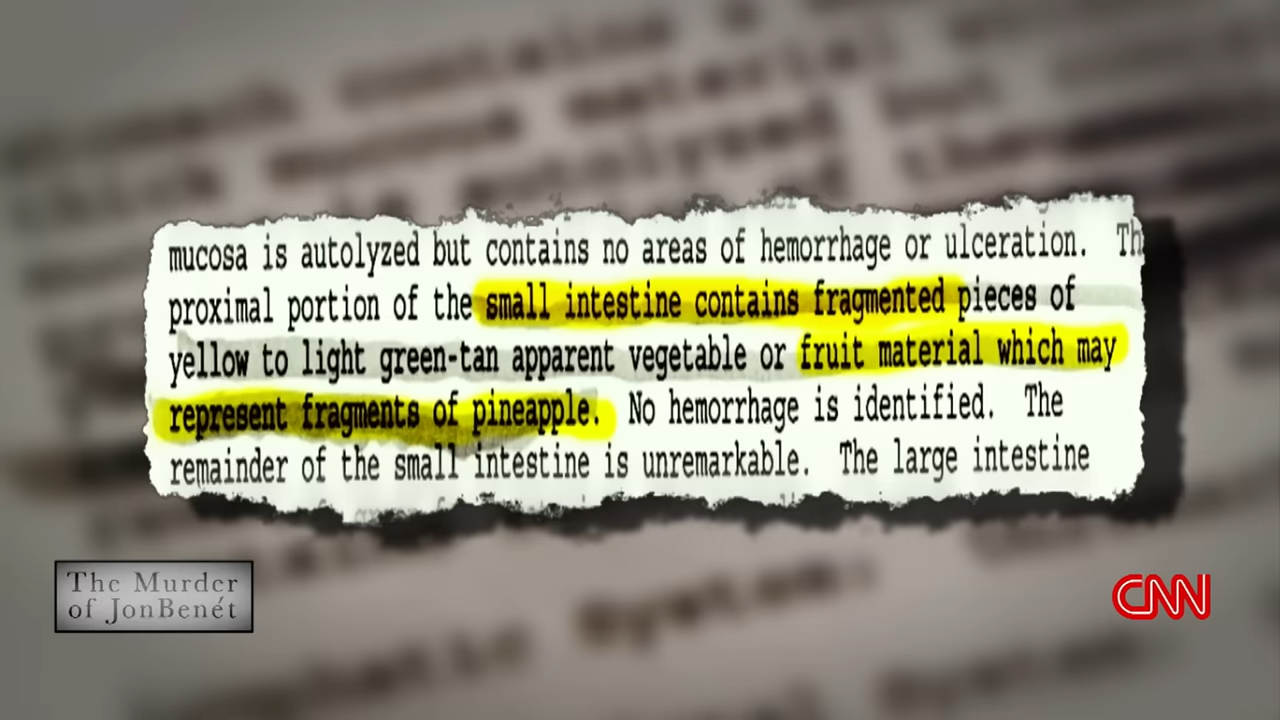 mucosa is autolyzed but contains no areas of hemorrhage or ulceration. Th
proximal portion of the small intestine contains fragmented pieces of
yellow to light green-tan apparent vegetable or fruit material which may
represent fragments of pineapple. No hemorrhage is identified. The
remainder of the small intestine is unremarkable. The large intestine
The Murder
of JonBenét
CNN